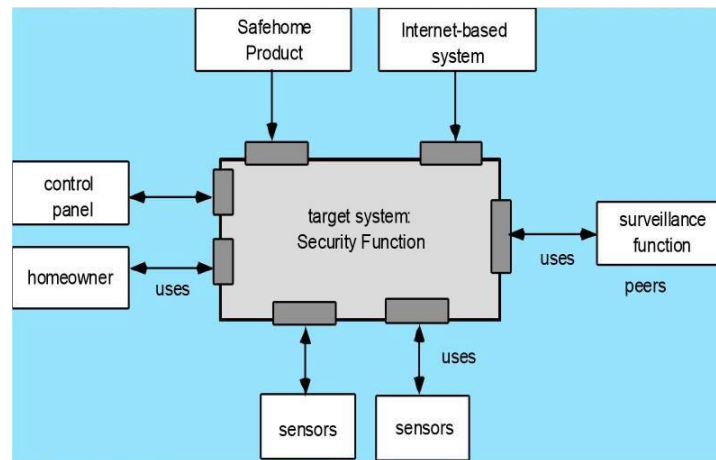 Safehome
Product
Internet-based
system
control
panel
target system:
Security Function
surveillance
function
homeowner
uses
uses
peers
uses
sensors
sensors